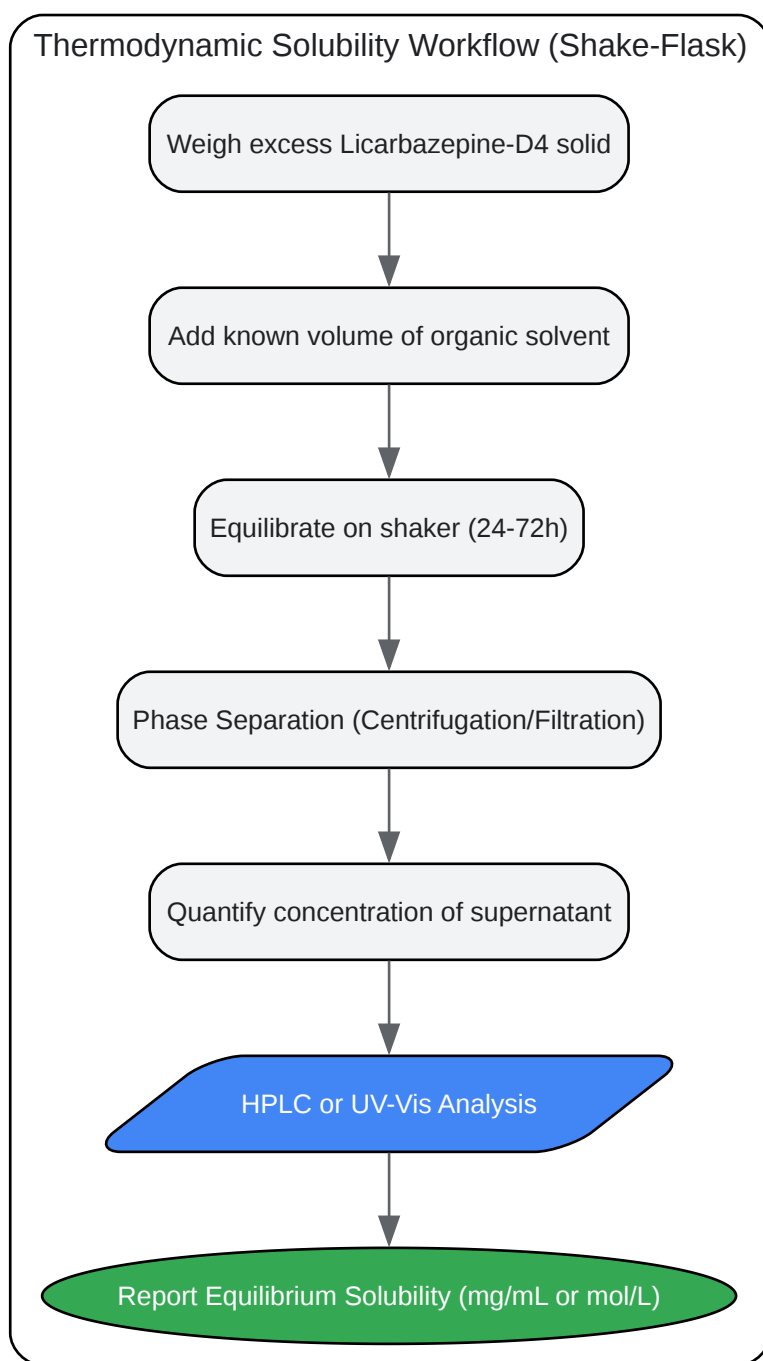 Thermodynamic Solubility Workflow (Shake-Flask)
Weigh excess Licarbazepine-D4 solid
Add known volume of organic solvent
Equilibrate on shaker (24-72h)
Phase Separation (Centrifugation/Filtration)
Quantify concentration of supernatant
HPLC or UV-Vis Analysis
Report Equilibrium Solubility (mg/mL or mol/L)